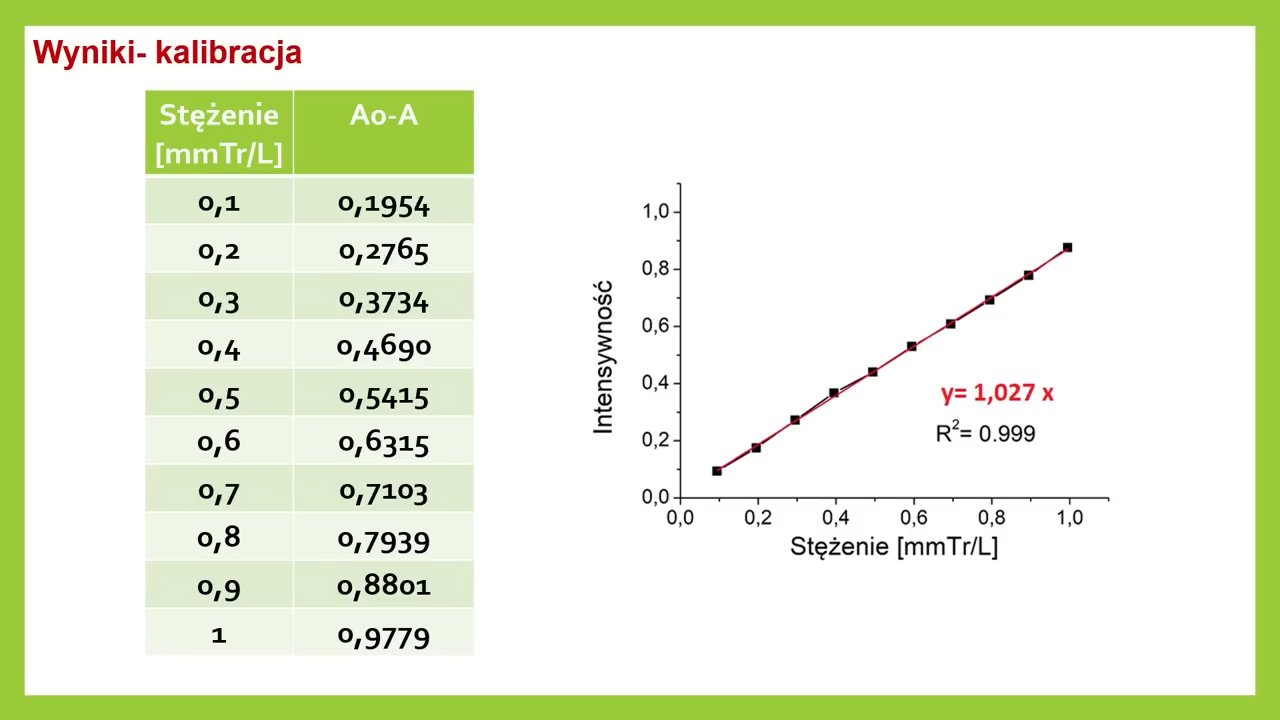 Wyniki- kalibracja
Stężenie [mmTr/L] A0-A
0,1 0,1954
0,2 0,2765
0,3 0,3734
0,4 0,4690
0,5 0,5415
0,6 0,6315
0,7 0,7103
0,8 0,7939
0,9 0,8801
1 0,9779
Intensywność
1,0
0,8
0,6
0,4
0,2
0,0
y= 1,027 x
R²= 0.999
0,0 0,2 0,4 0,6 0,8 1,0
Stężenie [mmTr/L]